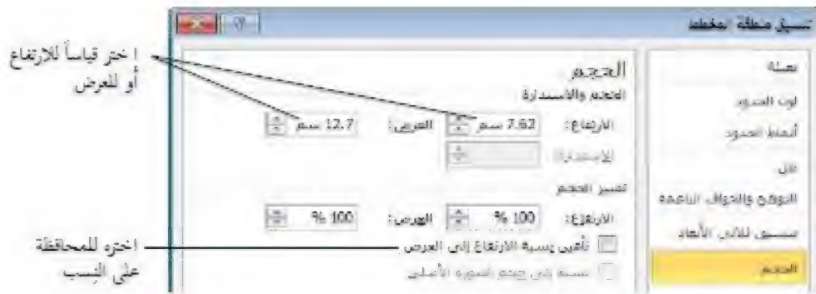 تنسيق منطقة المخطط
تعبئة
لون الحدود
أنماط الحدود
ظل
التوهج والحواف الناعمة
تنسيق ثلاثي الأبعاد
الحجم
الحجم
الحجم والاستدارة
الارتفاع: 7.62 سم العرض: 12.7 سم
الاستدارة:
تغيير الحجم
الارتفاع: 100 % العرض: 100 %
تأمين نسبة الارتفاع إلى العرض
نسبة إلى حجم الصورة الأصلي
اختر قياساً للارتفاع
أو للعرض
اختره للمحافظة
على النِسب